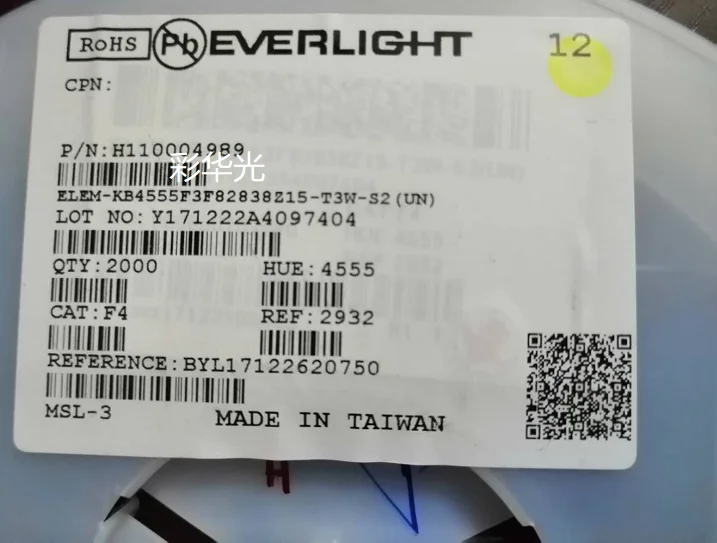 RoHS Pb EVERLIGHT 12
CPN:
P/N:H110004989
彩华光
ELEM-KB4555F3F82838Z15-T3W-S2(UN)
LOT NO:Y171222A4097404
QTY:2000 HUE:4555
CAT:F4 REF:2932
REFERENCE:BYL17122620750
MSL-3 MADE IN TAIWAN
H